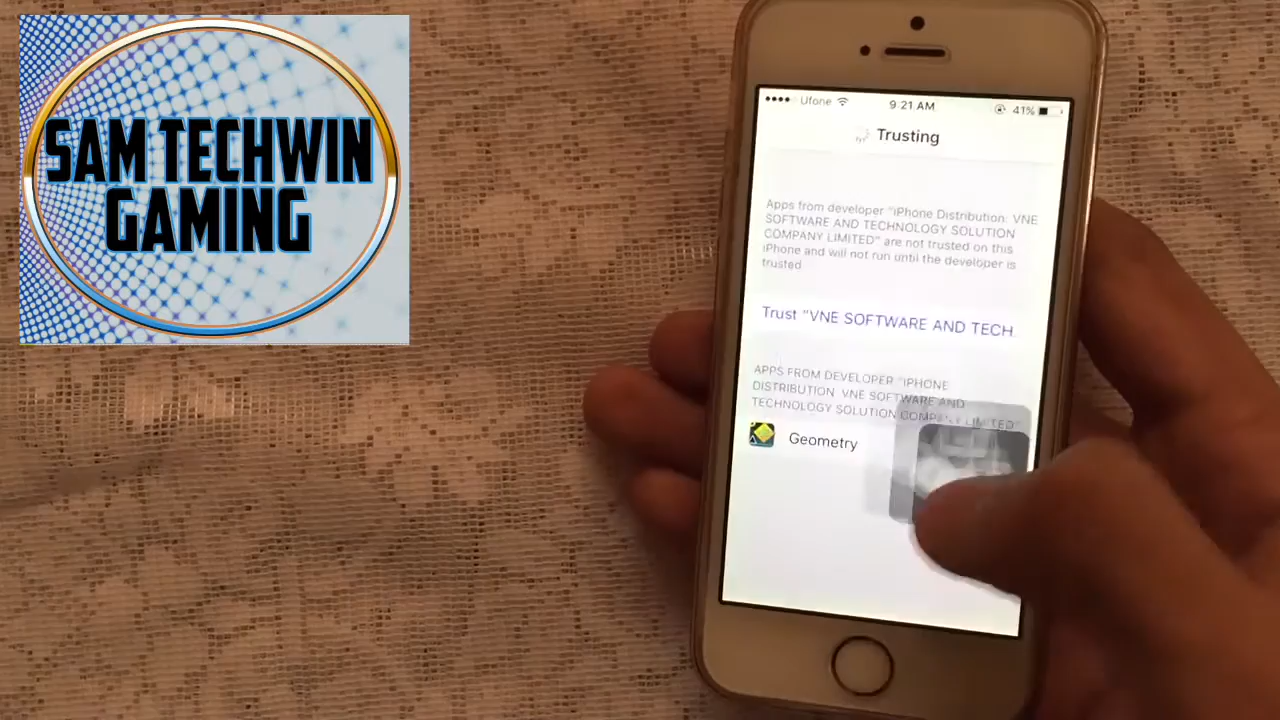 SAM TECHWIN
GAMING
Ufone
9:21 AM
41%
Trusting
Apps from developer "iPhone Distribution: VNE
SOFTWARE AND TECHNOLOGY SOLUTION
COMPANY LIMITED" are not trusted on this
iPhone and will not run until the developer is
trusted.
Trust "VNE SOFTWARE AND TECH
APPS FROM DEVELOPER "IPHONE
DISTRIBUTION: VNE SOFTWARE AND
TECHNOLOGY SOLUTION COMPANY LIMITED"
Geometry